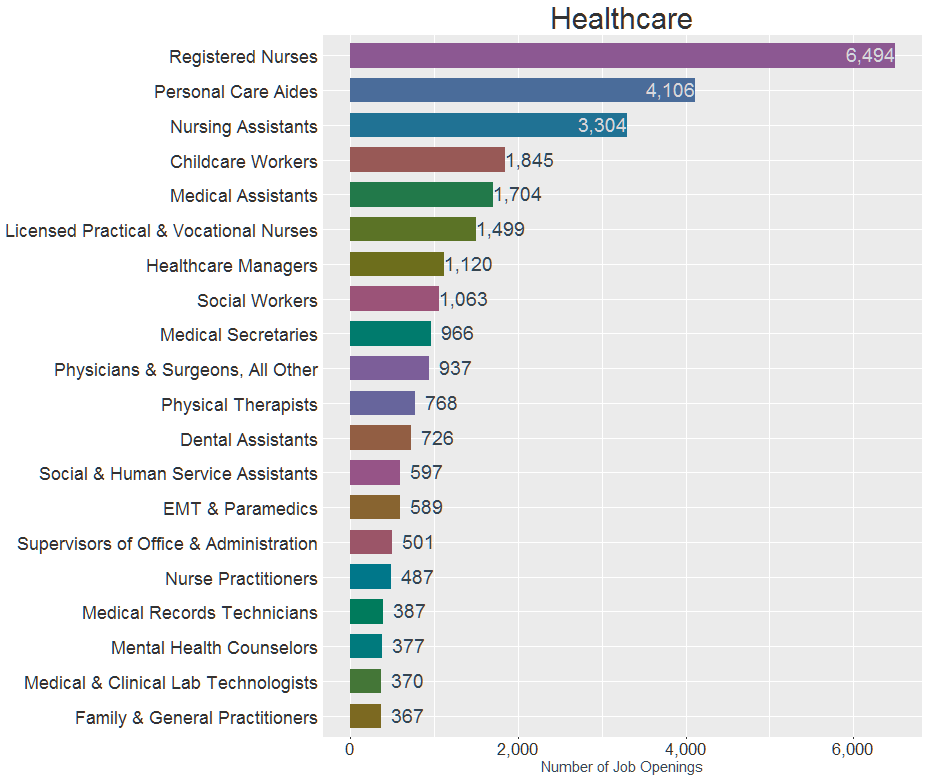 Healthcare
Registered Nurses 6,494
Personal Care Aides 4,106
Nursing Assistants 3,304
Childcare Workers 1,845
Medical Assistants 1,704
Licensed Practical & Vocational Nurses 1,499
Healthcare Managers 1,120
Social Workers 1,063
Medical Secretaries 966
Physicians & Surgeons, All Other 937
Physical Therapists 768
Dental Assistants 726
Social & Human Service Assistants 597
EMT & Paramedics 589
Supervisors of Office & Administration 501
Nurse Practitioners 487
Medical Records Technicians 387
Mental Health Counselors 377
Medical & Clinical Lab Technologists 370
Family & General Practitioners 367
0 2,000 4,000 6,000
Number of Job Openings